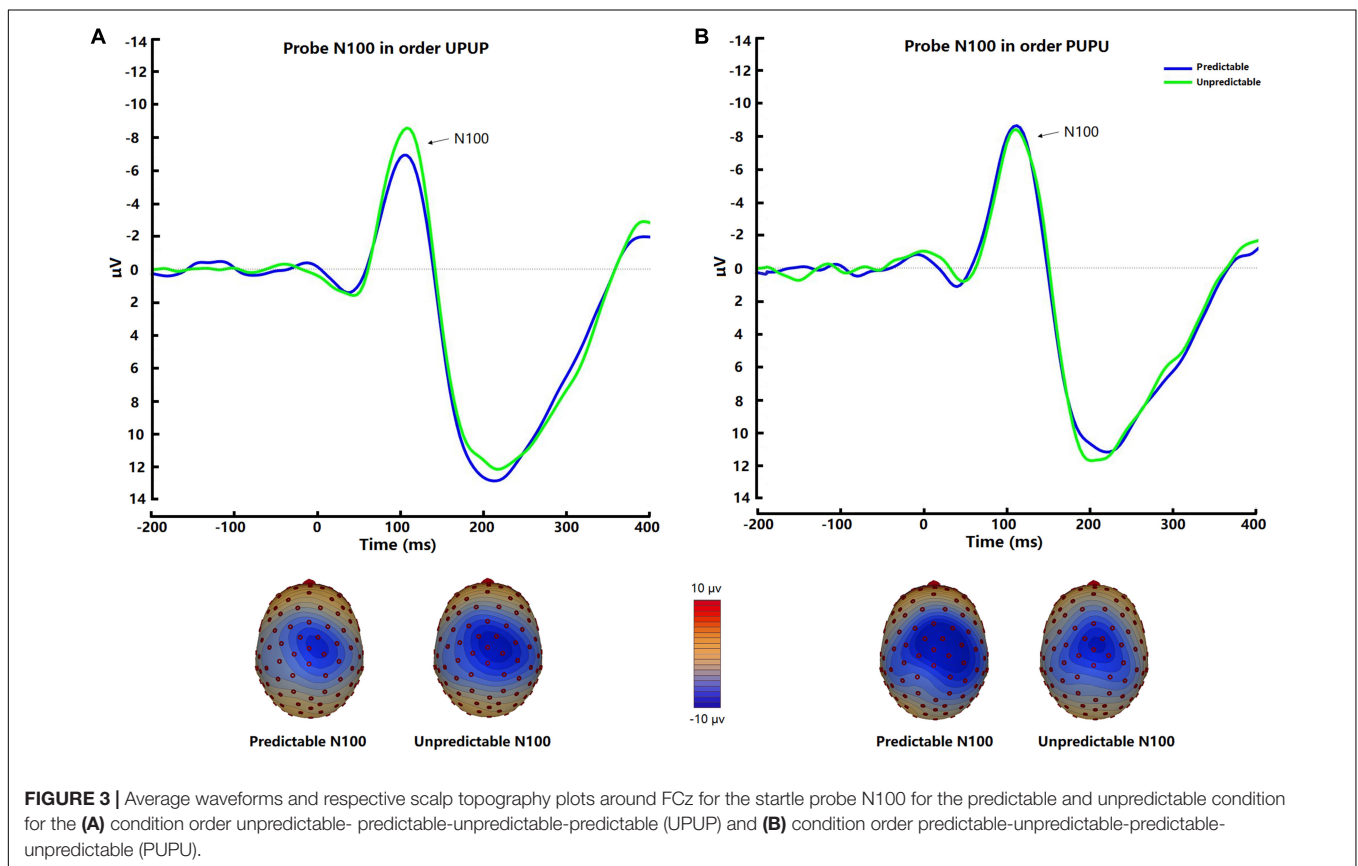 A
Probe N100 in order UPUP
-14
-12
-10
-8
-6
-4
-2
0
2
4
6
8
10
12
14
µV
N100
-200
-100
0
100
200
300
400
Time (ms)
B
Probe N100 in order PUPU
Predictable
Unpredictable
-14
-12
-10
-8
-6
-4
-2
0
2
4
6
8
10
12
14
µV
N100
-200
-100
0
100
200
300
400
Time (ms)
10 µv
-10 µv
Predictable N100
Unpredictable N100
Predictable N100
Unpredictable N100
FIGURE 3 | Average waveforms and respective scalp topography plots around FCz for the startle probe N100 for the predictable and unpredictable condition
for the (A) condition order unpredictable- predictable-unpredictable-predictable (UPUP) and (B) condition order predictable-unpredictable-predictable-
unpredictable (PUPU).